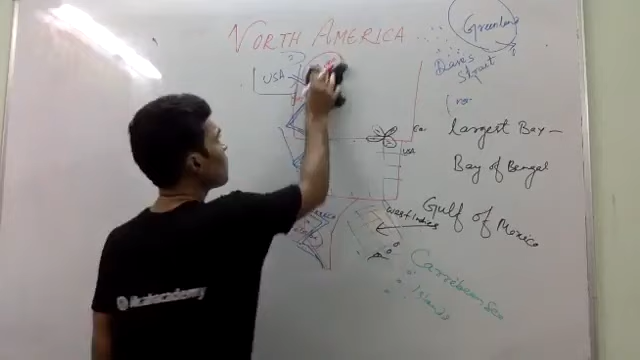 NORTH AMERICA
Greenland
Davis
Strait
USA
Largest Bay -
USA
Bay of Bengal
West indies
Gulf of Mexico
Carribean Sea
Islands